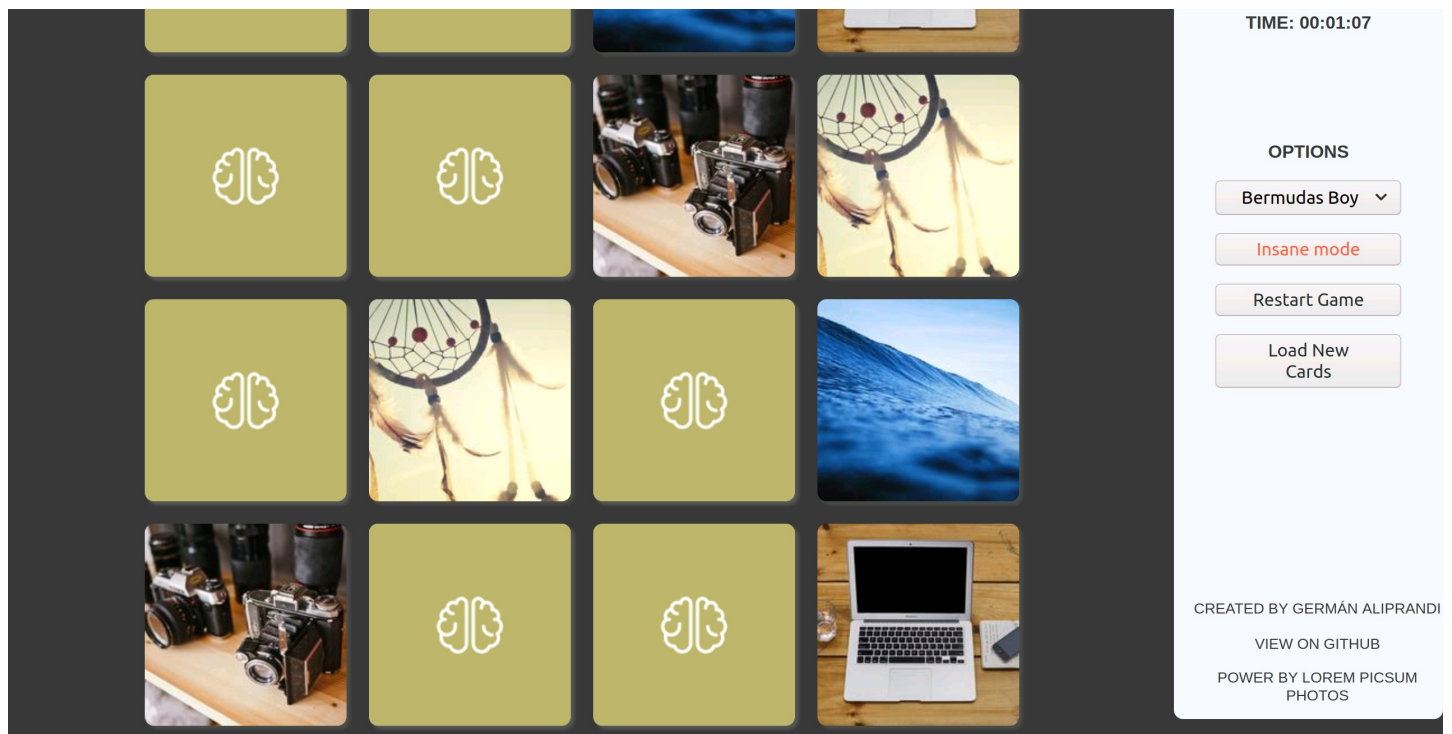 TIME: 00:01:07
OPTIONS
Bermudas Boy
Insane mode
Restart Game
Load New
Cards
CREATED BY GERMÁN ALIPRANDI
VIEW ON GITHUB
POWER BY LOREM PICSUM
PHOTOS